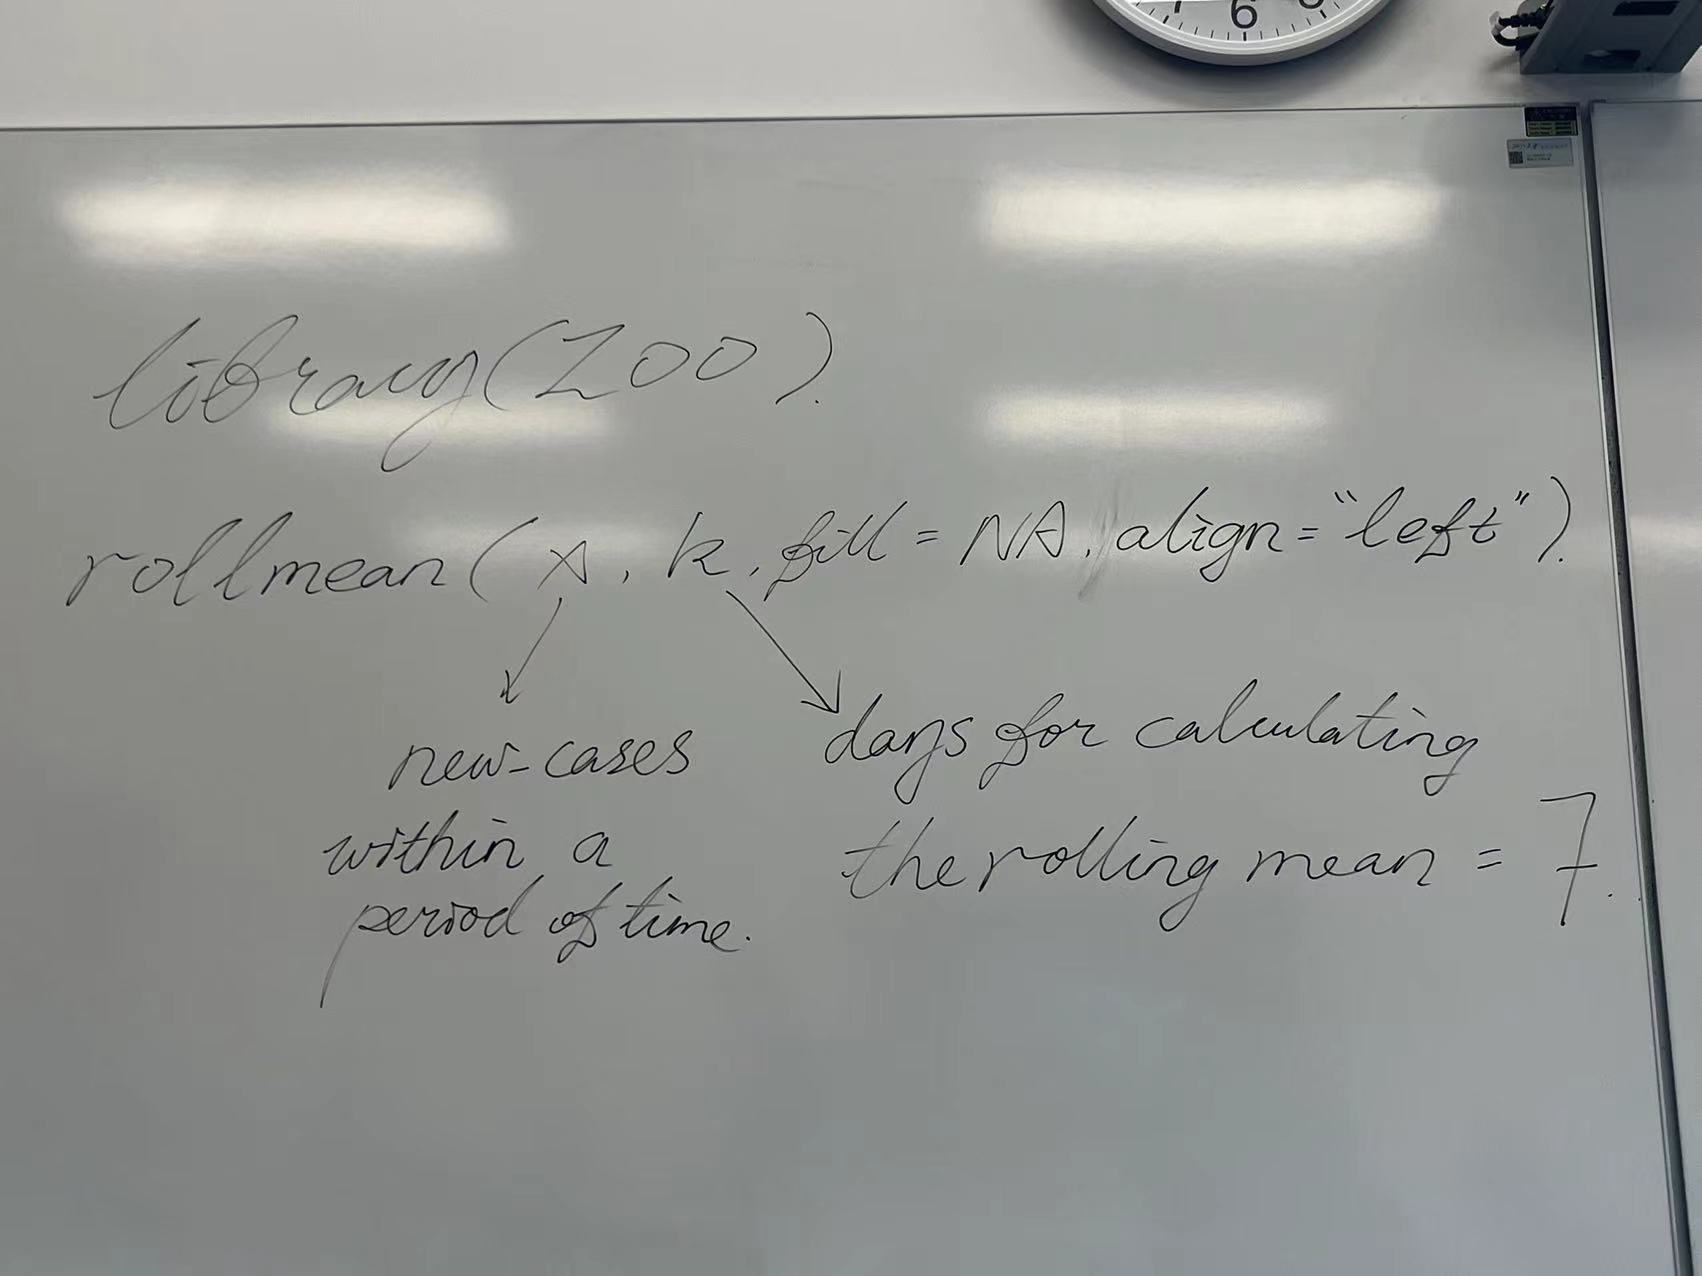 6
library(zoo).
rollmean(x, k, fill = NA, align = "left").
new_cases
within a
period of time.
days for calculating
the rolling mean = 7.